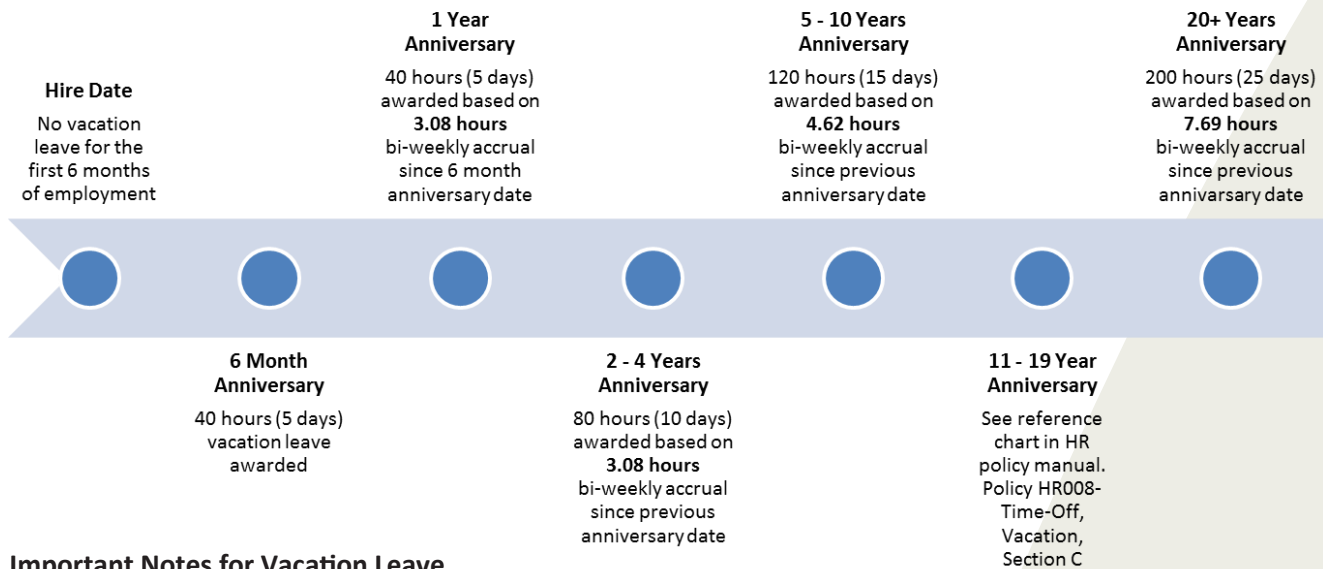 Hire Date
No vacation
leave for the
first 6 months
of employment
6 Month
Anniversary
40 hours (5 days)
vacation leave
awarded
1 Year
Anniversary
40 hours (5 days)
awarded based on
3.08 hours
bi-weekly accrual
since 6 month
anniversary date
2 - 4 Years
Anniversary
80 hours (10 days)
awarded based on
3.08 hours
bi-weekly accrual
since previous
anniversary date
5 - 10 Years
Anniversary
120 hours (15 days)
awarded based on
4.62 hours
bi-weekly accrual
since previous
anniversary date
11 - 19 Year
Anniversary
See reference
chart in HR
policy manual.
Policy HR008-
Time-Off,
Vacation,
Section C
20+ Years
Anniversary
200 hours (25 days)
awarded based on
7.69 hours
bi-weekly accrual
since previous
annivarsary date
Important Notes for Vacation Leave